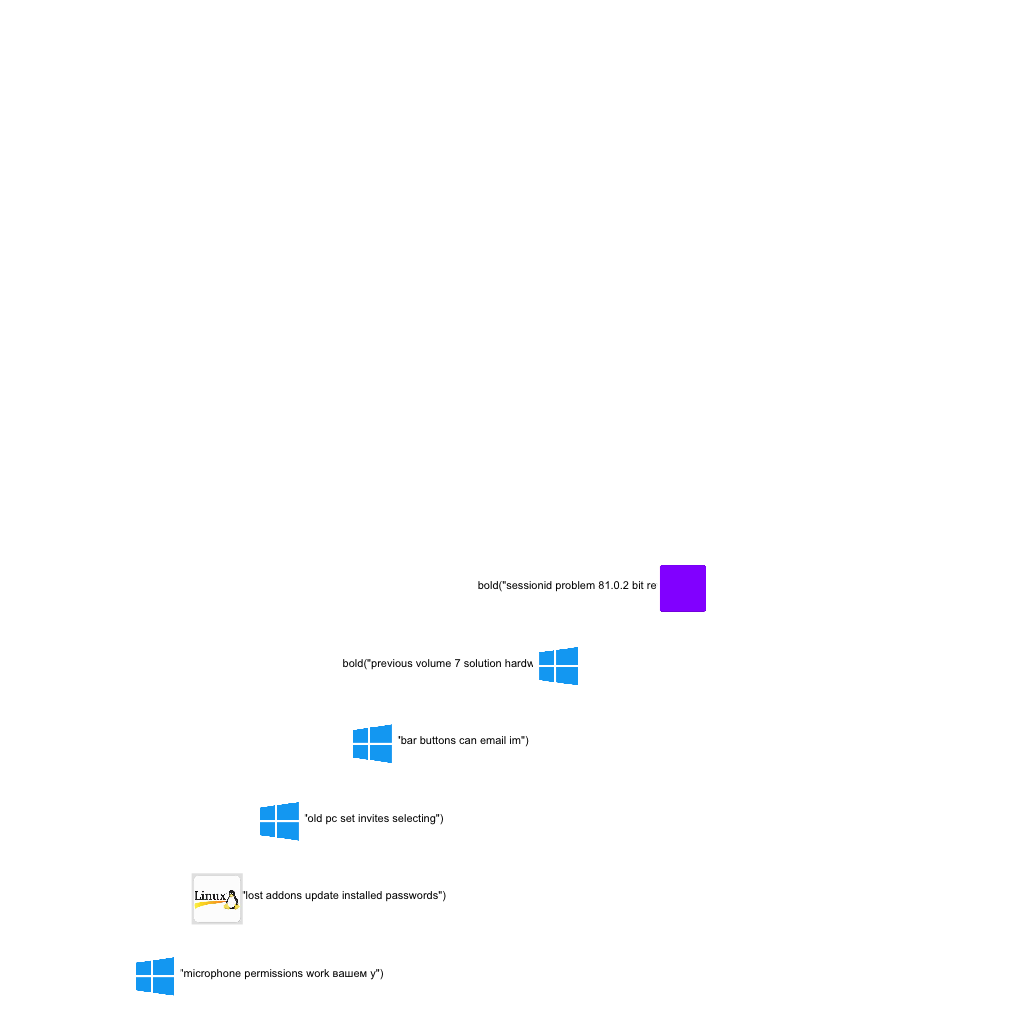 bold("sessionid problem 81.0.2 bit re
bold("previous volume 7 solution hardw
"bar buttons can email im")
"old pc set invites selecting")
Linux
"lost addons update installed passwords")
"microphone permissions work вашем у")